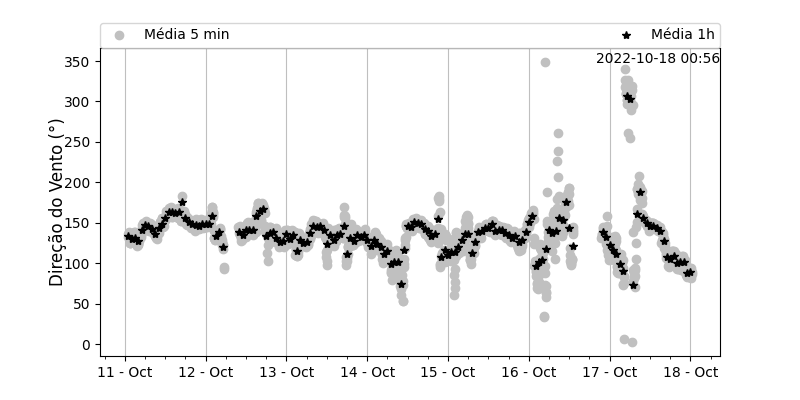 Média 5 min
Média 1h
2022-10-18 00:56
Direção do Vento (°)
350
300
250
200
150
100
50
0
11 - Oct
12 - Oct
13 - Oct
14 - Oct
15 - Oct
16 - Oct
17 - Oct
18 - Oct